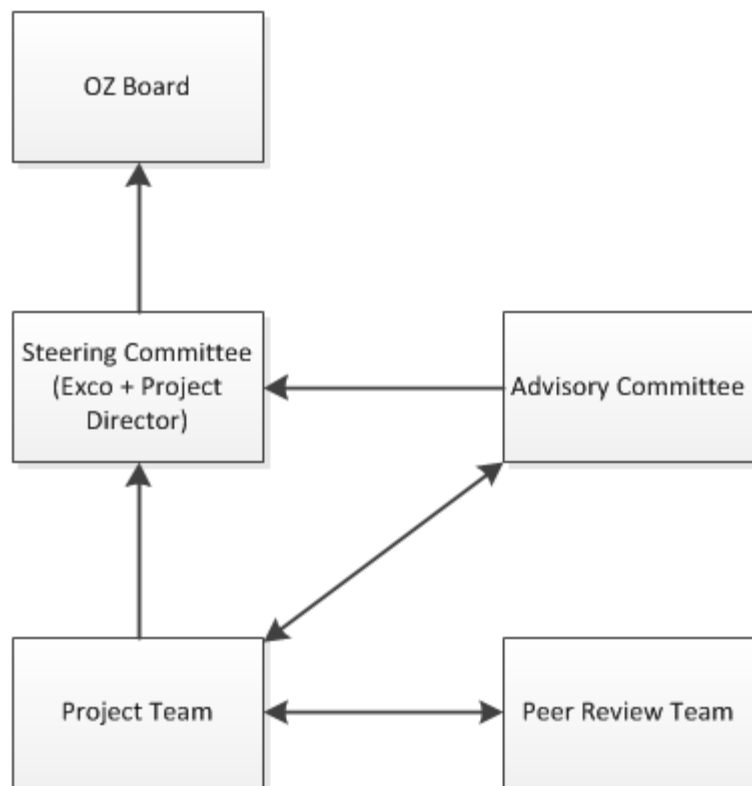 OZ Board
Steering Committee
(Exco + Project
Director)
Advisory Committee
Project Team
Peer Review Team